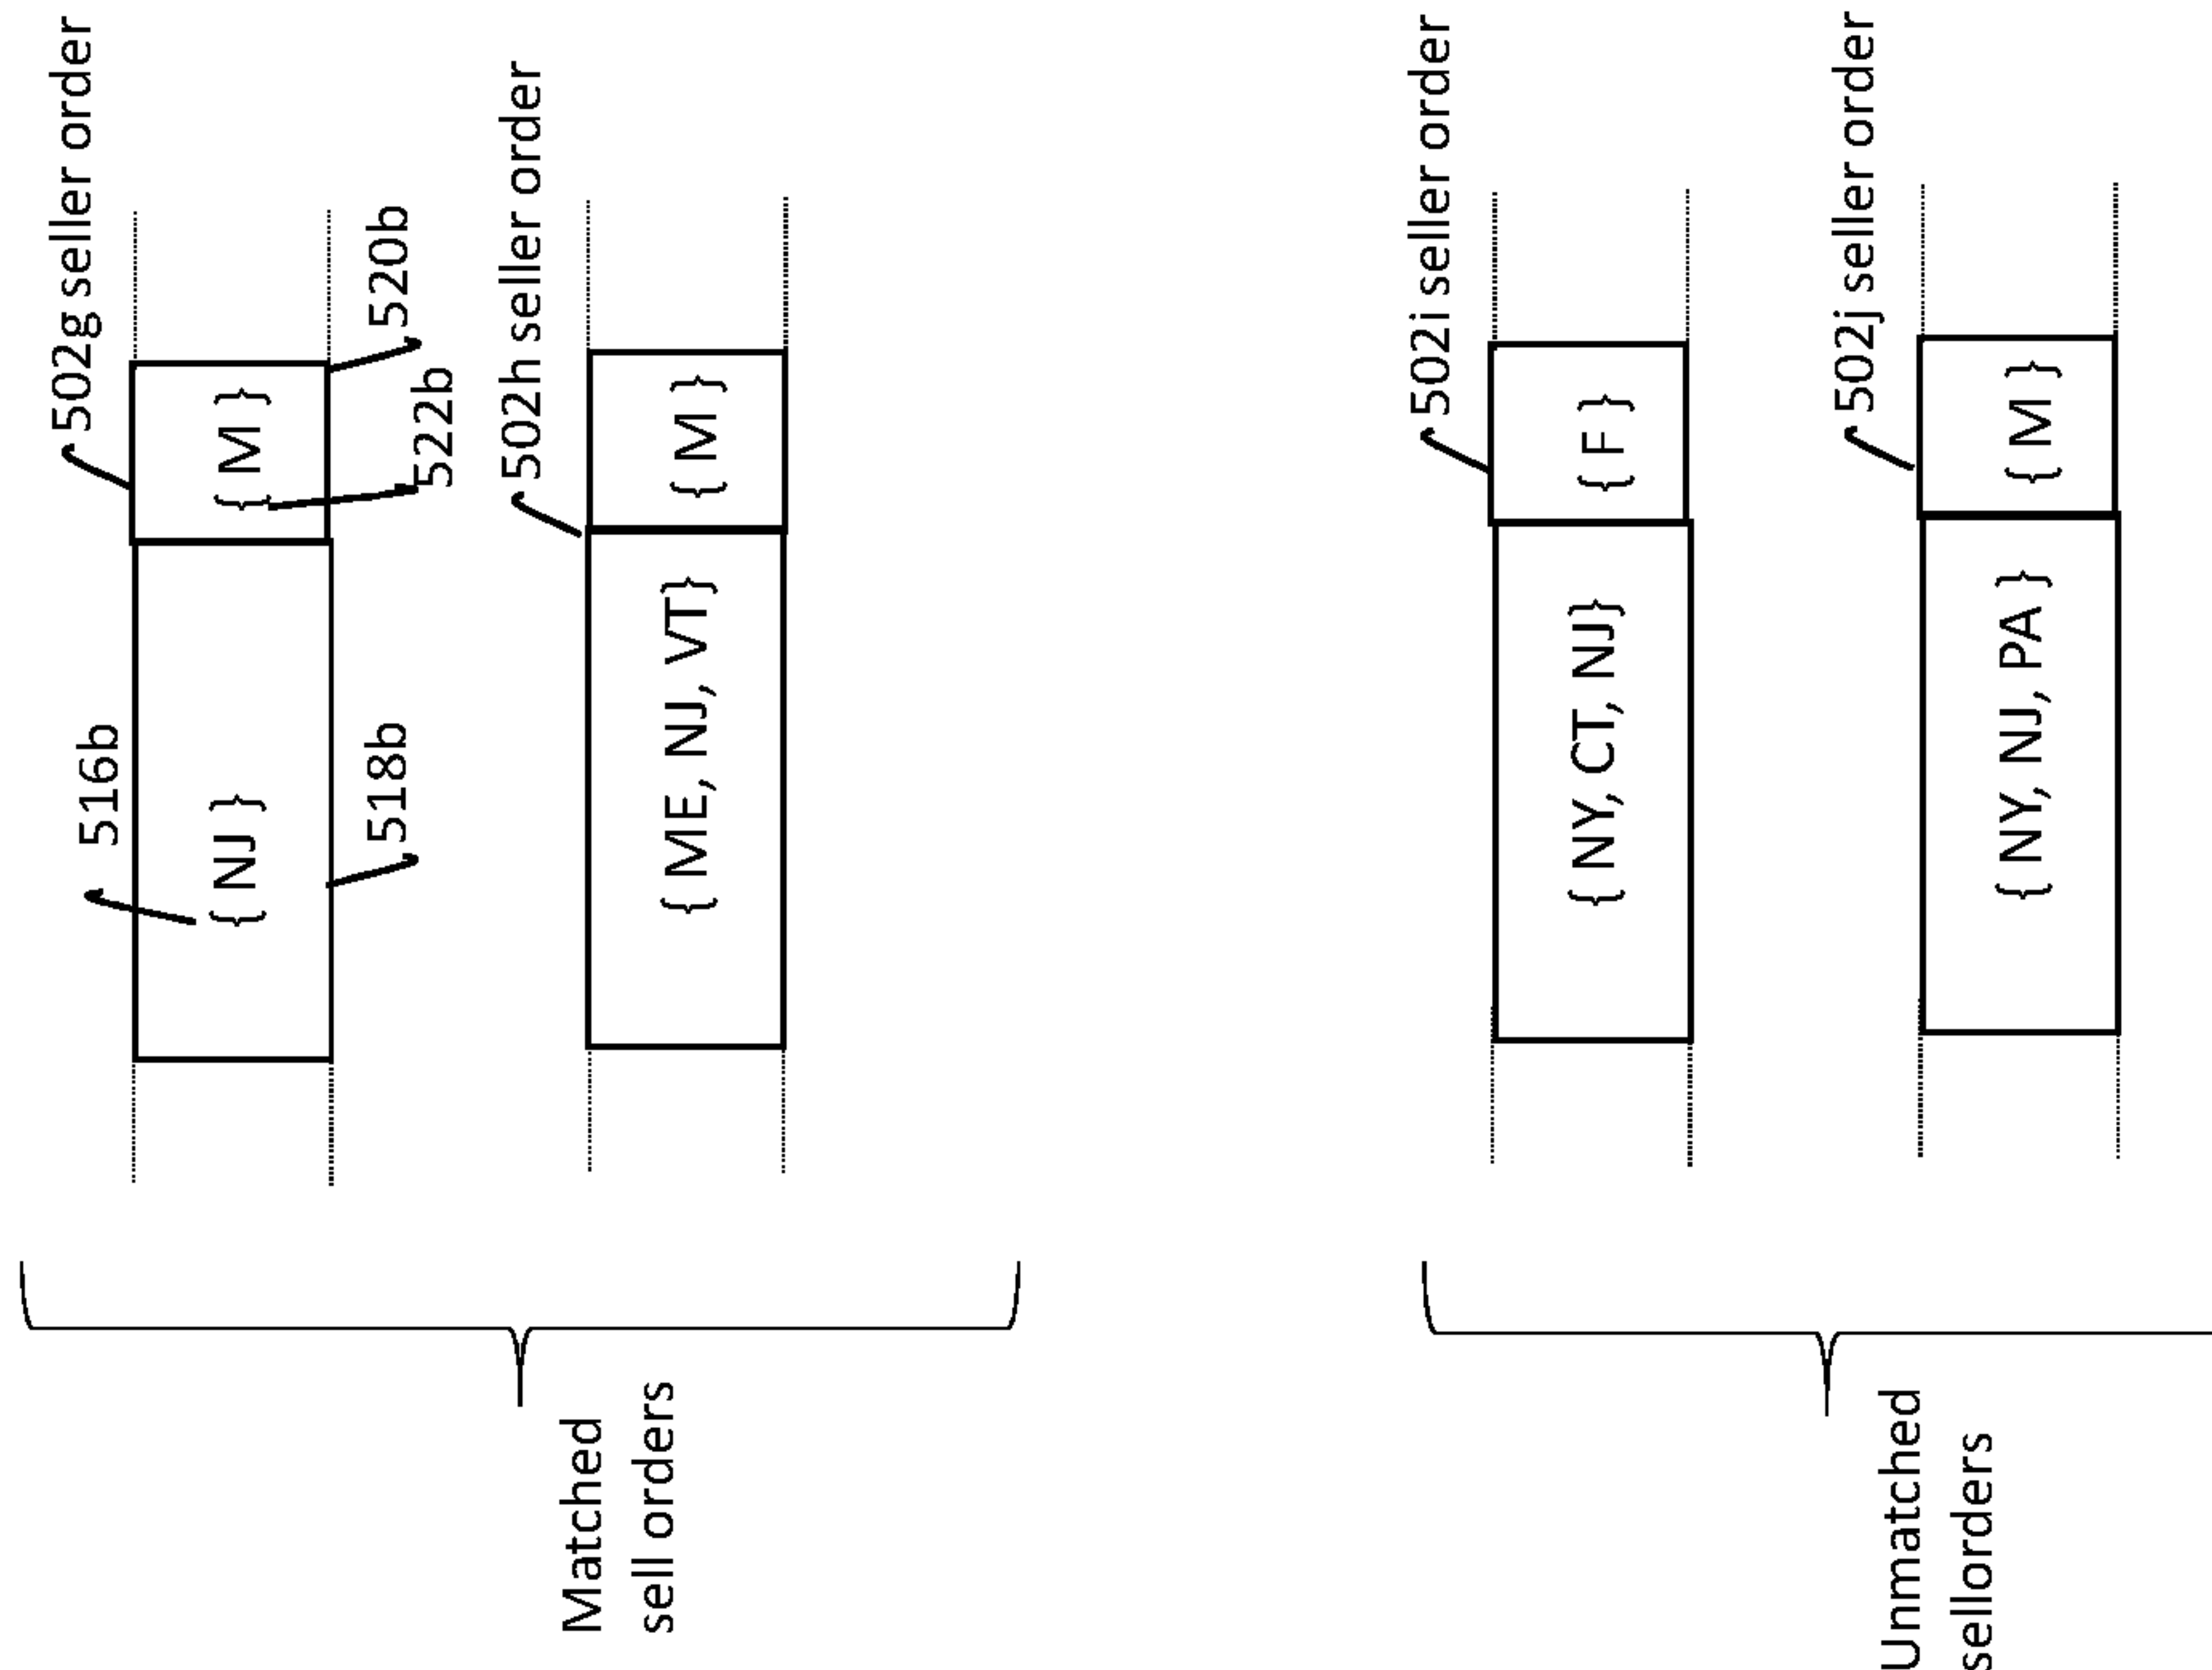 502g seller order
516b
{ NJ }
{ M }
518b
522b
520b
502h seller order
{ ME, NJ, VT}
{ M }
Matched
sell orders
502i seller order
{ NY, CT, NJ}
{ F }
502j seller order
{ NY, NJ, PA }
{ M }
Unmatched
sellorders